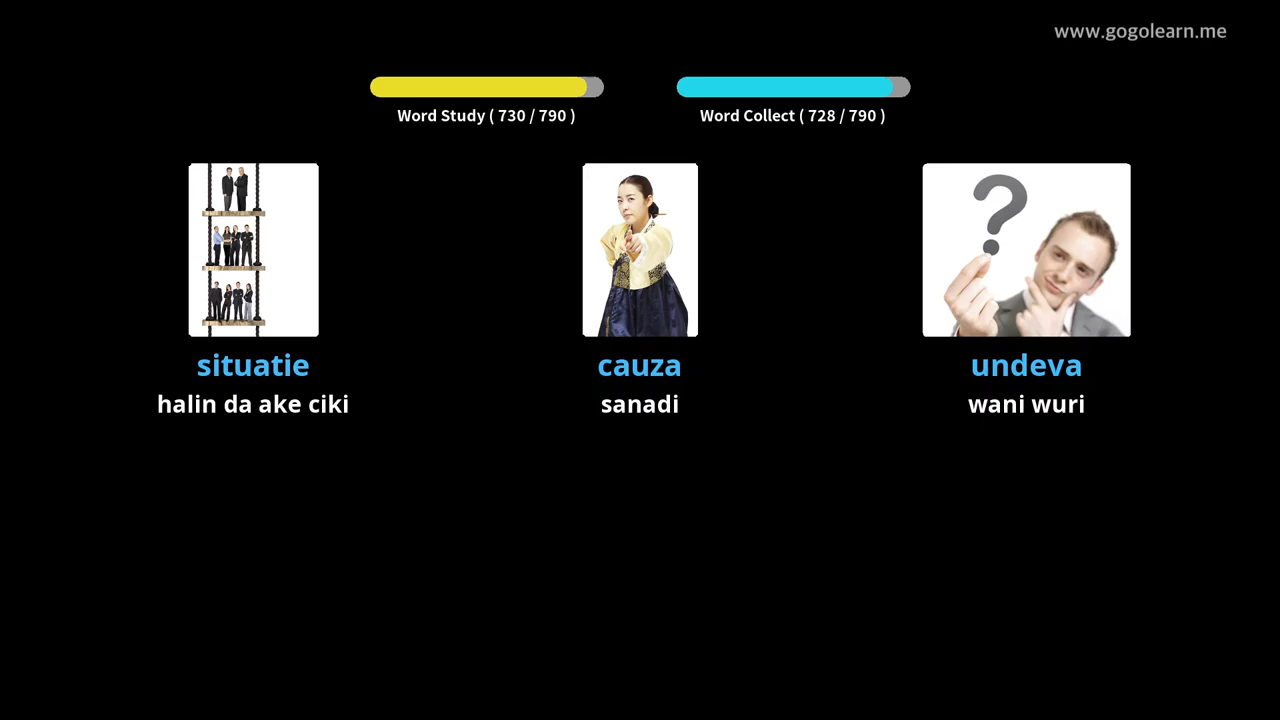 www.gogolearn.me
Word Study ( 730 / 790 )
Word Collect ( 728 / 790 )
situatie
halin da ake ciki
cauza
sanadi
undeva
wani wuri